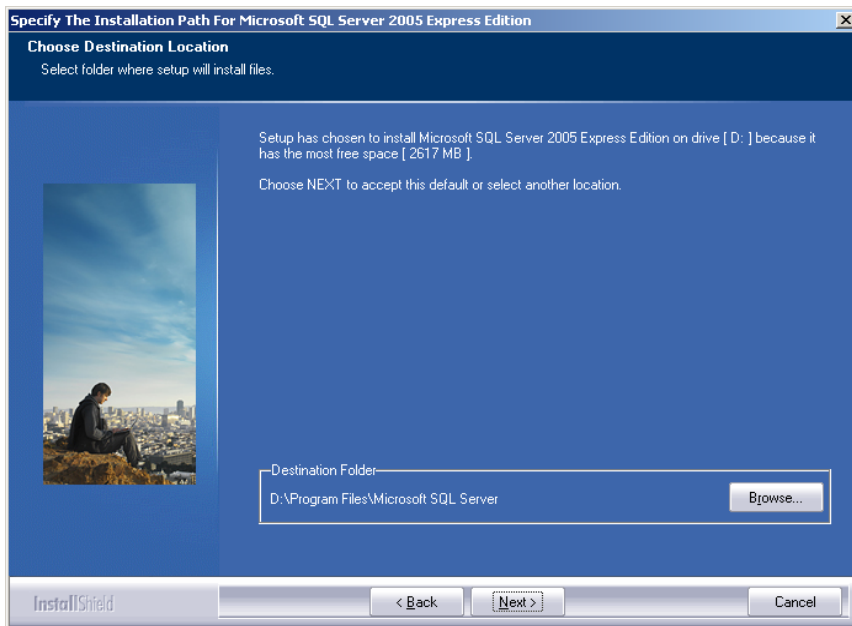 Specify The Installation Path For Microsoft SQL Server 2005 Express Edition
Choose Destination Location
Select folder where setup will install files.
Setup has chosen to install Microsoft SQL Server 2005 Express Edition on drive [ D: ] because it
has the most free space [ 2617 MB ].
Choose NEXT to accept this default or select another location.
Destination Folder
D:\Program Files\Microsoft SQL Server
Browse...
InstallShield
< Back
Next >
Cancel